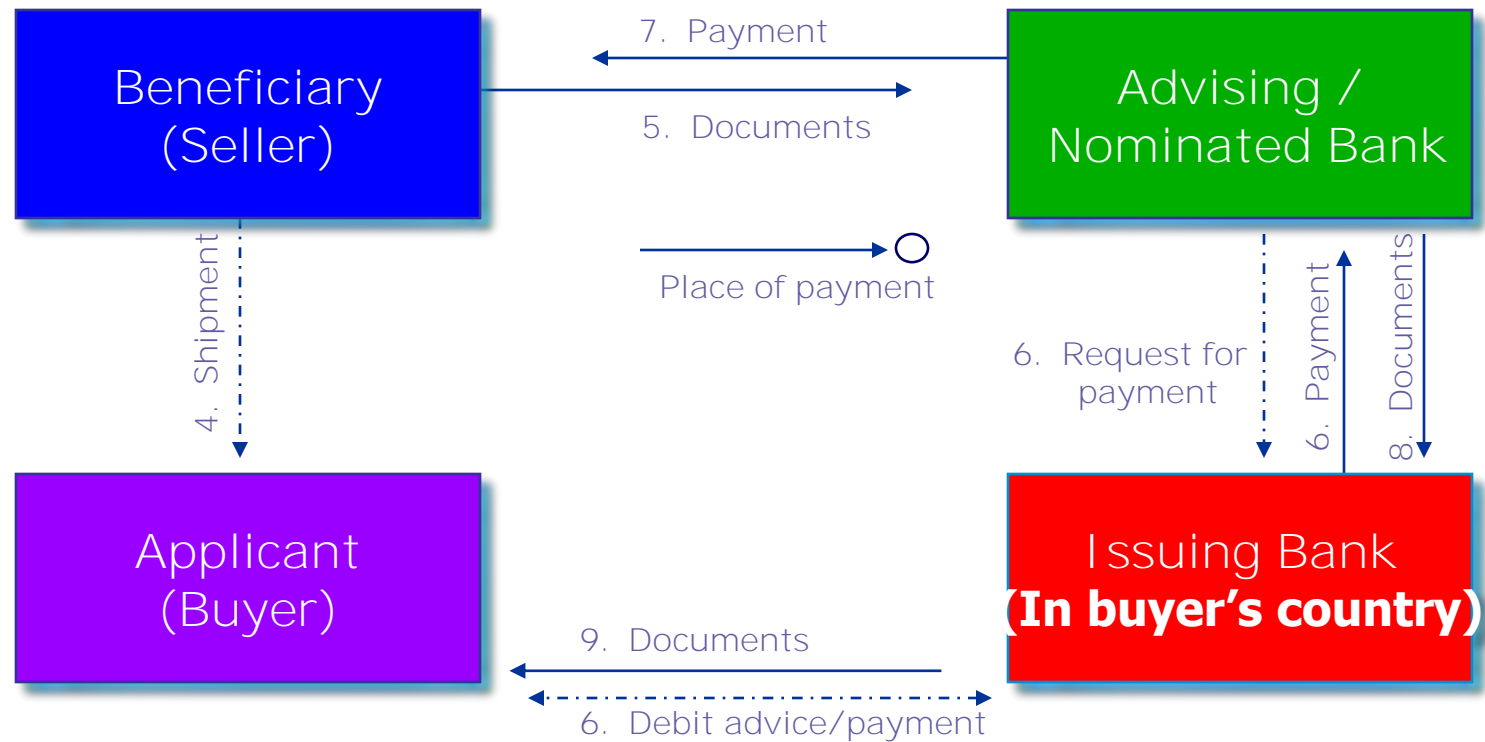 7. Payment
Beneficiary
(Seller)
Advising /
Nominated Bank
5. Documents
Place of payment
4. Shipment
6. Request for
payment
6. Payment
8. Documents
Applicant
(Buyer)
Issuing Bank
(In buyer's country)
9. Documents
6. Debit advice/payment